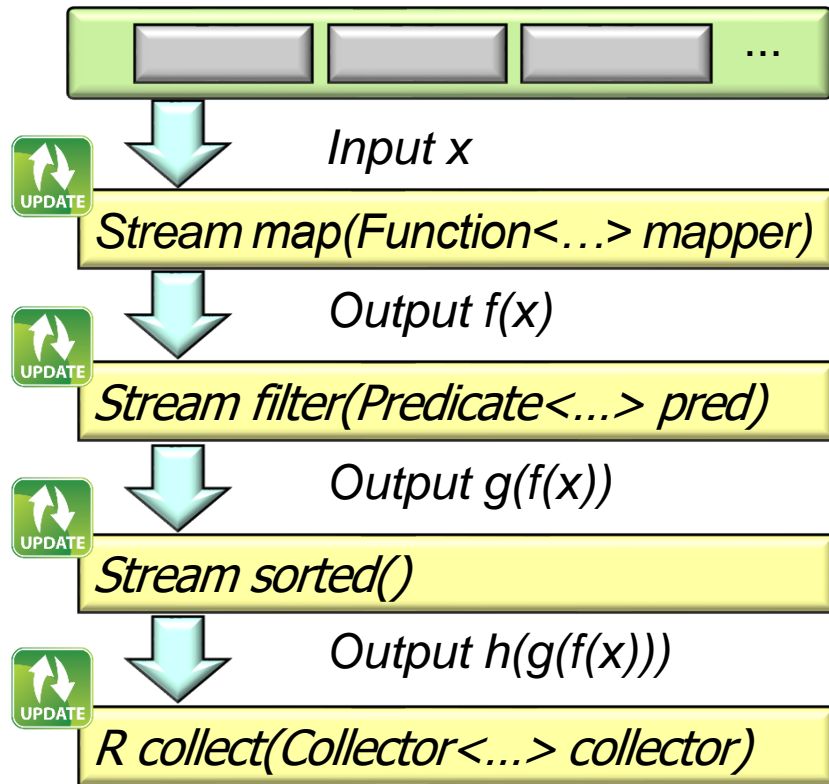 ...
Input x
UPDATE
Stream map(Function<...> mapper)
Output f(x)
UPDATE
Stream filter(Predicate<...> pred)
Output g(f(x))
UPDATE
Stream sorted()
Output h(g(f(x)))
UPDATE
R collect(Collector<...> collector)